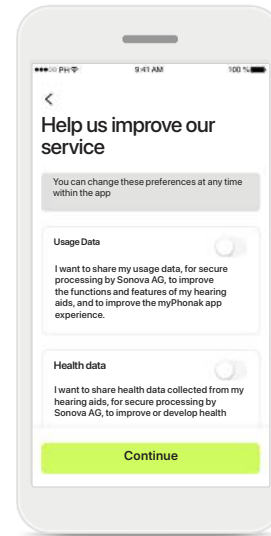 PH 9:41 AM 100 %
Help us improve our
service
You can change these preferences at any time
within the app
Usage Data
I want to share my usage data, for secure
processing by Sonova AG, to improve
the functions and features of my hearing
aids, and to improve the myPhonak app
experience.
Health data
I want to share health data collected from my
hearing aids, for secure processing by
Sonova AG, to improve or develop health
Continue